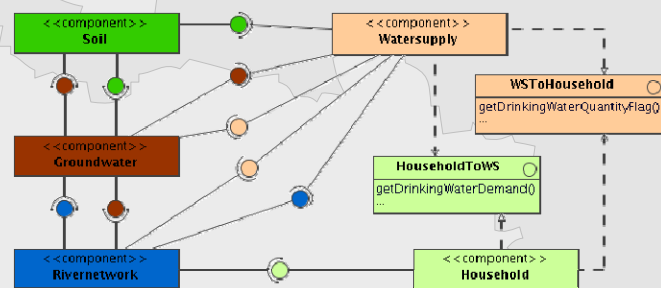 <<component>>
Soil
<<component>>
Watersupply
WSToHousehold
getDrinkingWaterQuantityFlag()
...
<<component>>
Groundwater
HouseholdToWS
getDrinkingWaterDemand()
...
<<component>>
Rivernetwork
<<component>>
Household